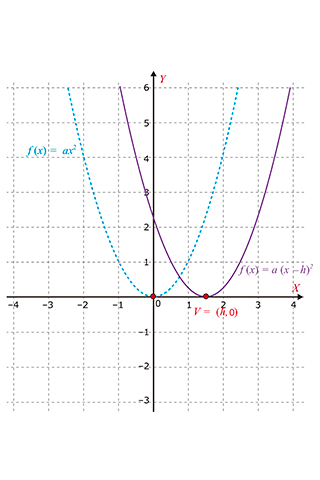 Y
6
5
f(x) = ax²
4
3
2
1
f(x) = a (x – h)²
X
–4 –3 –2 –1 0 1 2 3 4
V = (h,0)
–1
–2
–3